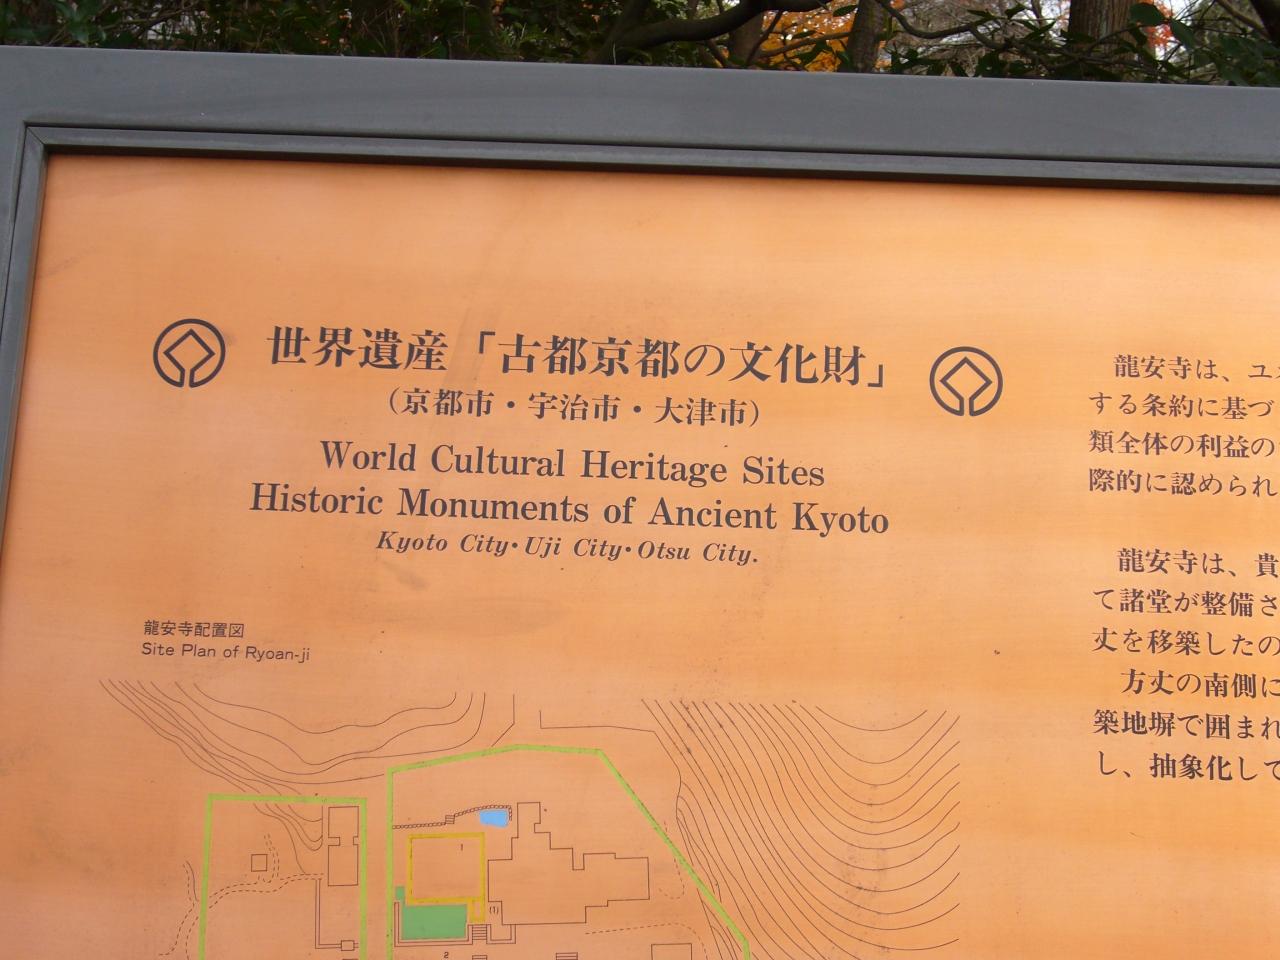 世界遺産「古都京都の文化財」
(京都市・宇治市・大津市)
World Cultural Heritage Sites
Historic Monuments of Ancient Kyoto
Kyoto City・Uji City・Otsu City.
龍安寺配置図
Site Plan of Ryoan-ji
1
(1)
2
龍安寺は、ユネ
する条約に基づ
類全体の利益の
際的に認められ
龍安寺は、貴
て諸堂が整備さ
丈を移築したの
方丈の南側に
築地塀で囲まれ
し、抽象化して